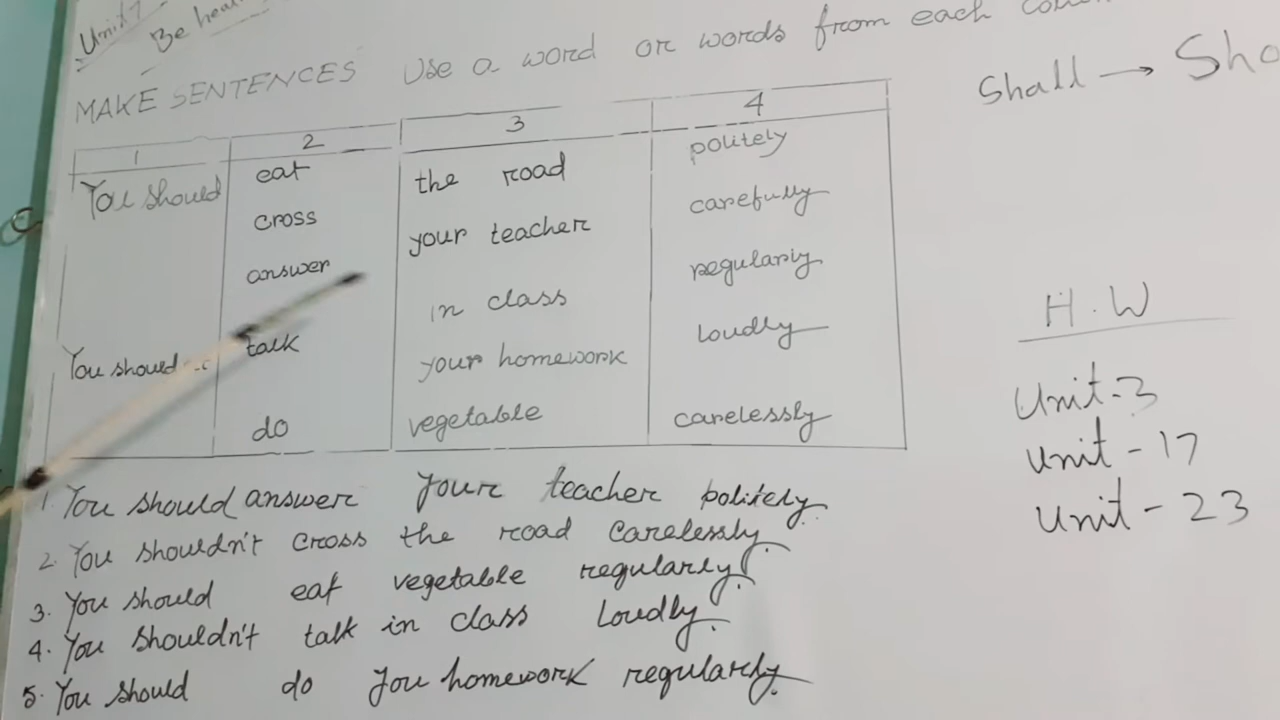 Unit
Be heal
MAKE SENTENCES Use a word or words from each
Shall → Sho
1 2 3 4
You should eat the road politely
cross your teacher carefully
answer in class regularly
You should talk your homework loudly
do vegetable carelessly
H.W
Unit-3
Unit-17
Unit-23
1. You should answer your teacher politely.
2. You shouldn't cross the road carelessly.
3. You should eat vegetable regularly.
4. You shouldn't talk in class loudly.
5. You should do you homework regularly.